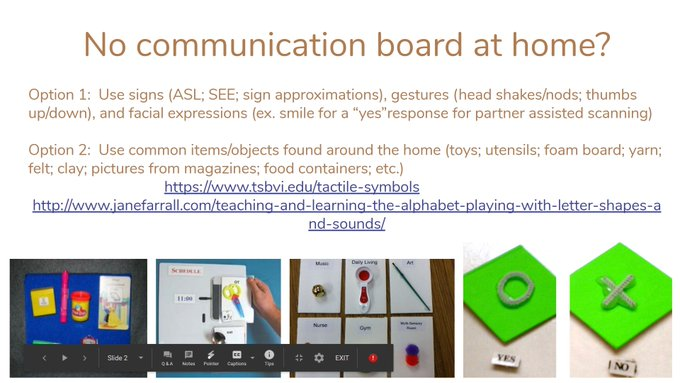 No communication board at home?
Option 1:  Use signs (ASL; SEE; sign approximations), gestures (head shakes/nods; thumbs
up/down), and facial expressions (ex. smile for a “yes”response for partner assisted scanning)
Option 2:  Use common items/objects found around the home (toys; utensils; foam board; yarn;
felt; clay; pictures from magazines; food containers; etc.)
https://www.tsbvi.edu/tactile-symbols
http://www.janefarrall.com/teaching-and-learning-the-alphabet-playing-with-letter-shapes-a
nd-sounds/
SCHEDULE
11:00
Music
Daily Living
Art
Nurse
Gym
YES
NO
Slide 2
Q & A
Notes
Pointer
Captions
Tips
EXIT